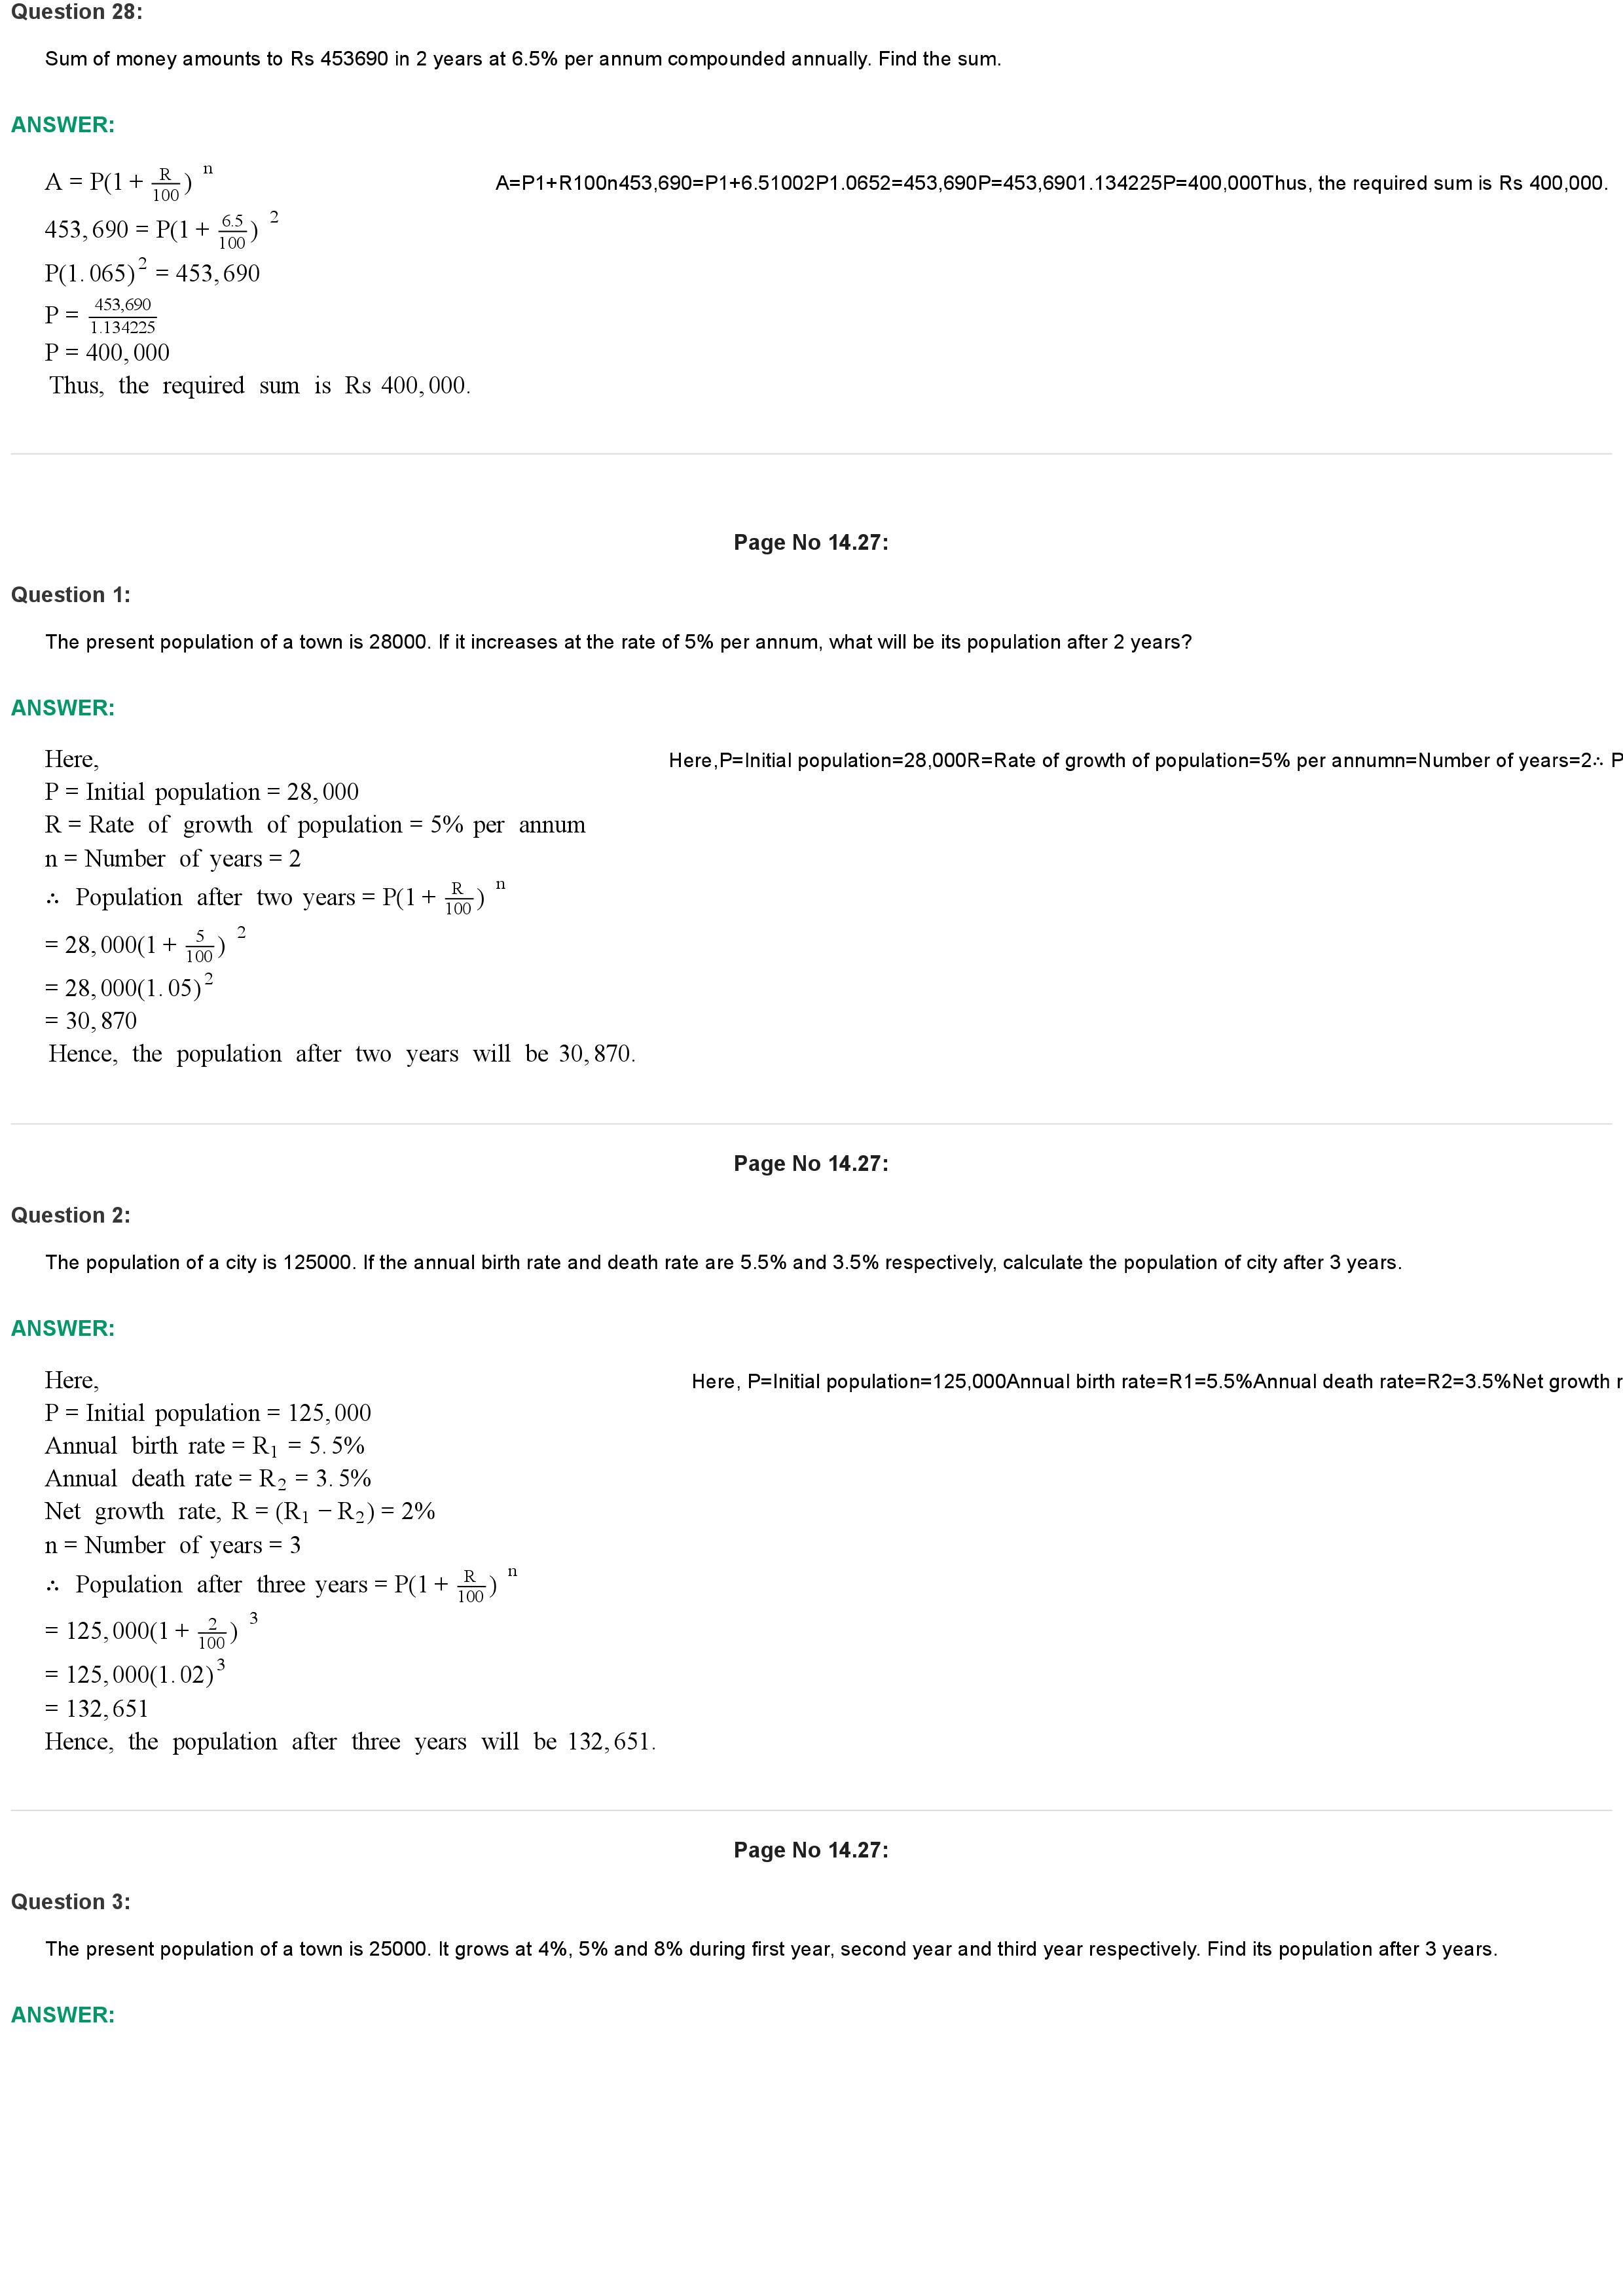 Question 28:
Sum of money amounts to Rs 453690 in 2 years at 6.5% per annum compounded annually. Find the sum.
ANSWER:
A = P(1 + R/100)^n A=P1+R100n453,690=P1+6.51002P1.0652=453,690P=453,6901.134225P=400,000Thus, the required sum is Rs 400,000.
453,690 = P(1 + 6.5/100)^2
P(1.065)^2 = 453,690
P = 453,690/1.134225
P = 400,000
Thus, the required sum is Rs 400,000.
Page No 14.27:
Question 1:
The present population of a town is 28000. If it increases at the rate of 5% per annum, what will be its population after 2 years?
ANSWER:
Here, Here,P=Initial population=28,000R=Rate of growth of population=5% per annumn=Number of years=2∴ P
P = Initial population = 28,000
R = Rate of growth of population = 5% per annum
n = Number of years = 2
∴ Population after two years = P(1 + R/100)^n
= 28,000(1 + 5/100)^2
= 28,000(1.05)^2
= 30,870
Hence, the population after two years will be 30,870.
Page No 14.27:
Question 2:
The population of a city is 125000. If the annual birth rate and death rate are 5.5% and 3.5% respectively, calculate the population of city after 3 years.
ANSWER:
Here, Here, P=Initial population=125,000Annual birth rate=R1=5.5%Annual death rate=R2=3.5%Net growth r
P = Initial population = 125,000
Annual birth rate = R₁ = 5.5%
Annual death rate = R₂ = 3.5%
Net growth rate, R = (R₁ − R₂) = 2%
n = Number of years = 3
∴ Population after three years = P(1 + R/100)^n
= 125,000(1 + 2/100)^3
= 125,000(1.02)^3
= 132,651
Hence, the population after three years will be 132,651.
Page No 14.27:
Question 3:
The present population of a town is 25000. It grows at 4%, 5% and 8% during first year, second year and third year respectively. Find its population after 3 years.
ANSWER: